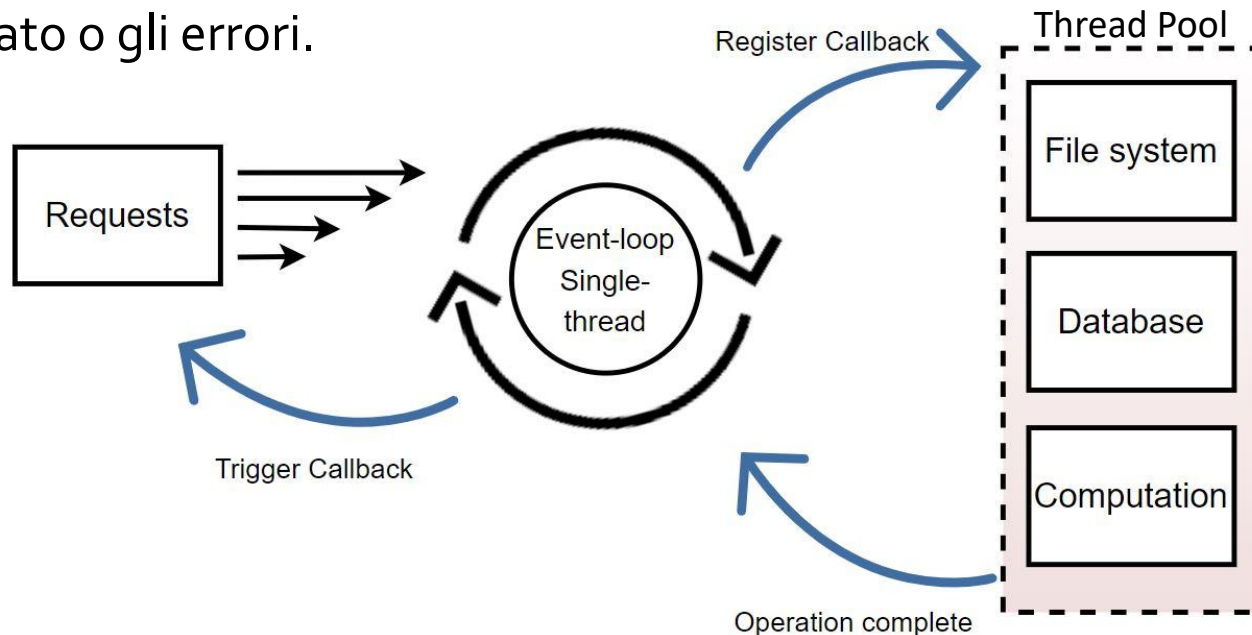 ato o gli errori.
Thread Pool
Register Callback
File system
Requests
Event-loop
Single-
thread
Database
Trigger Callback
Computation
Operation complete